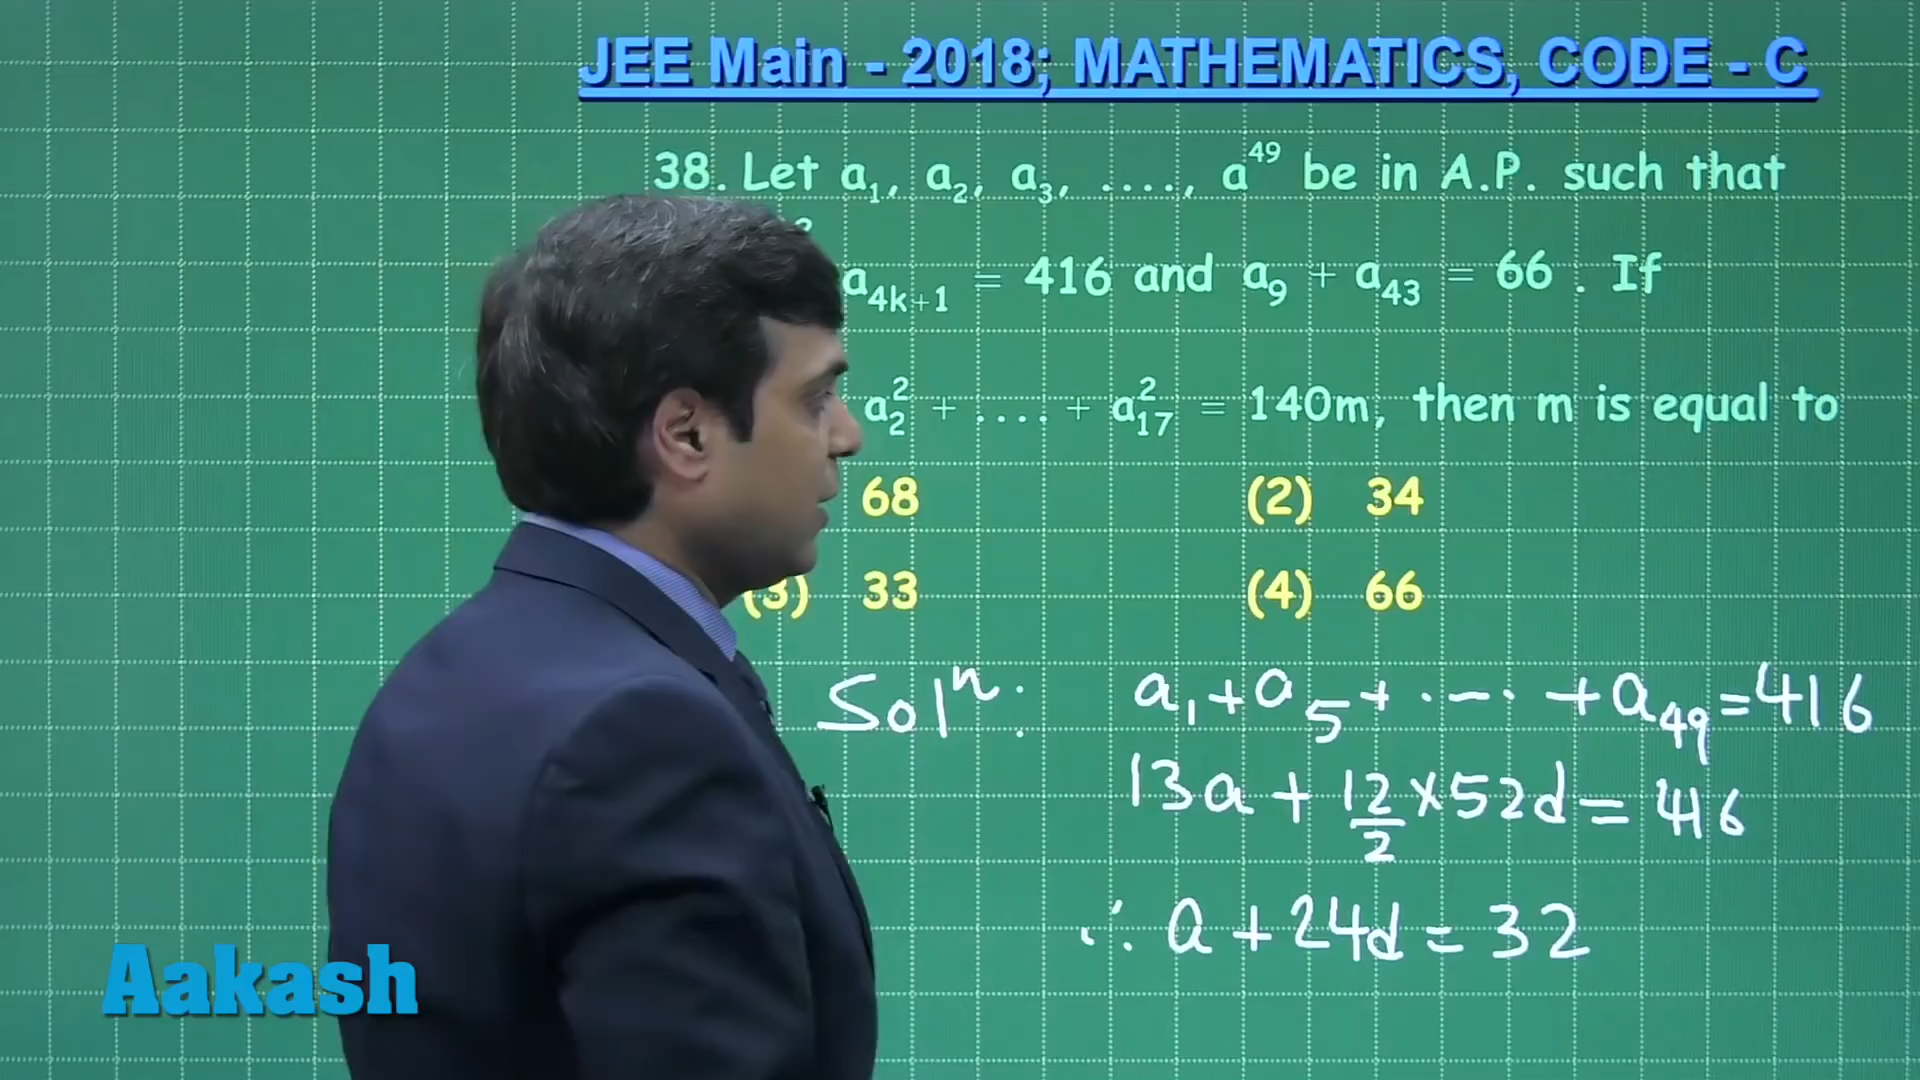 JEE Main - 2018; MATHEMATICS, CODE - C
38. Let a₁, a₂, a₃, ...., a⁴⁹ be in A.P. such that
a₄ₖ₊₁ = 416 and a₉ + a₄₃ = 66 . If
a₂² + .... + a₁₇² = 140m, then m is equal to
68 (2) 34
(3) 33 (4) 66
Solⁿ: a₁ + a₅ + ...... + a₄₉ = 416
13a + 12/2 × 52d = 416
∴ a + 24d = 32
Aakash